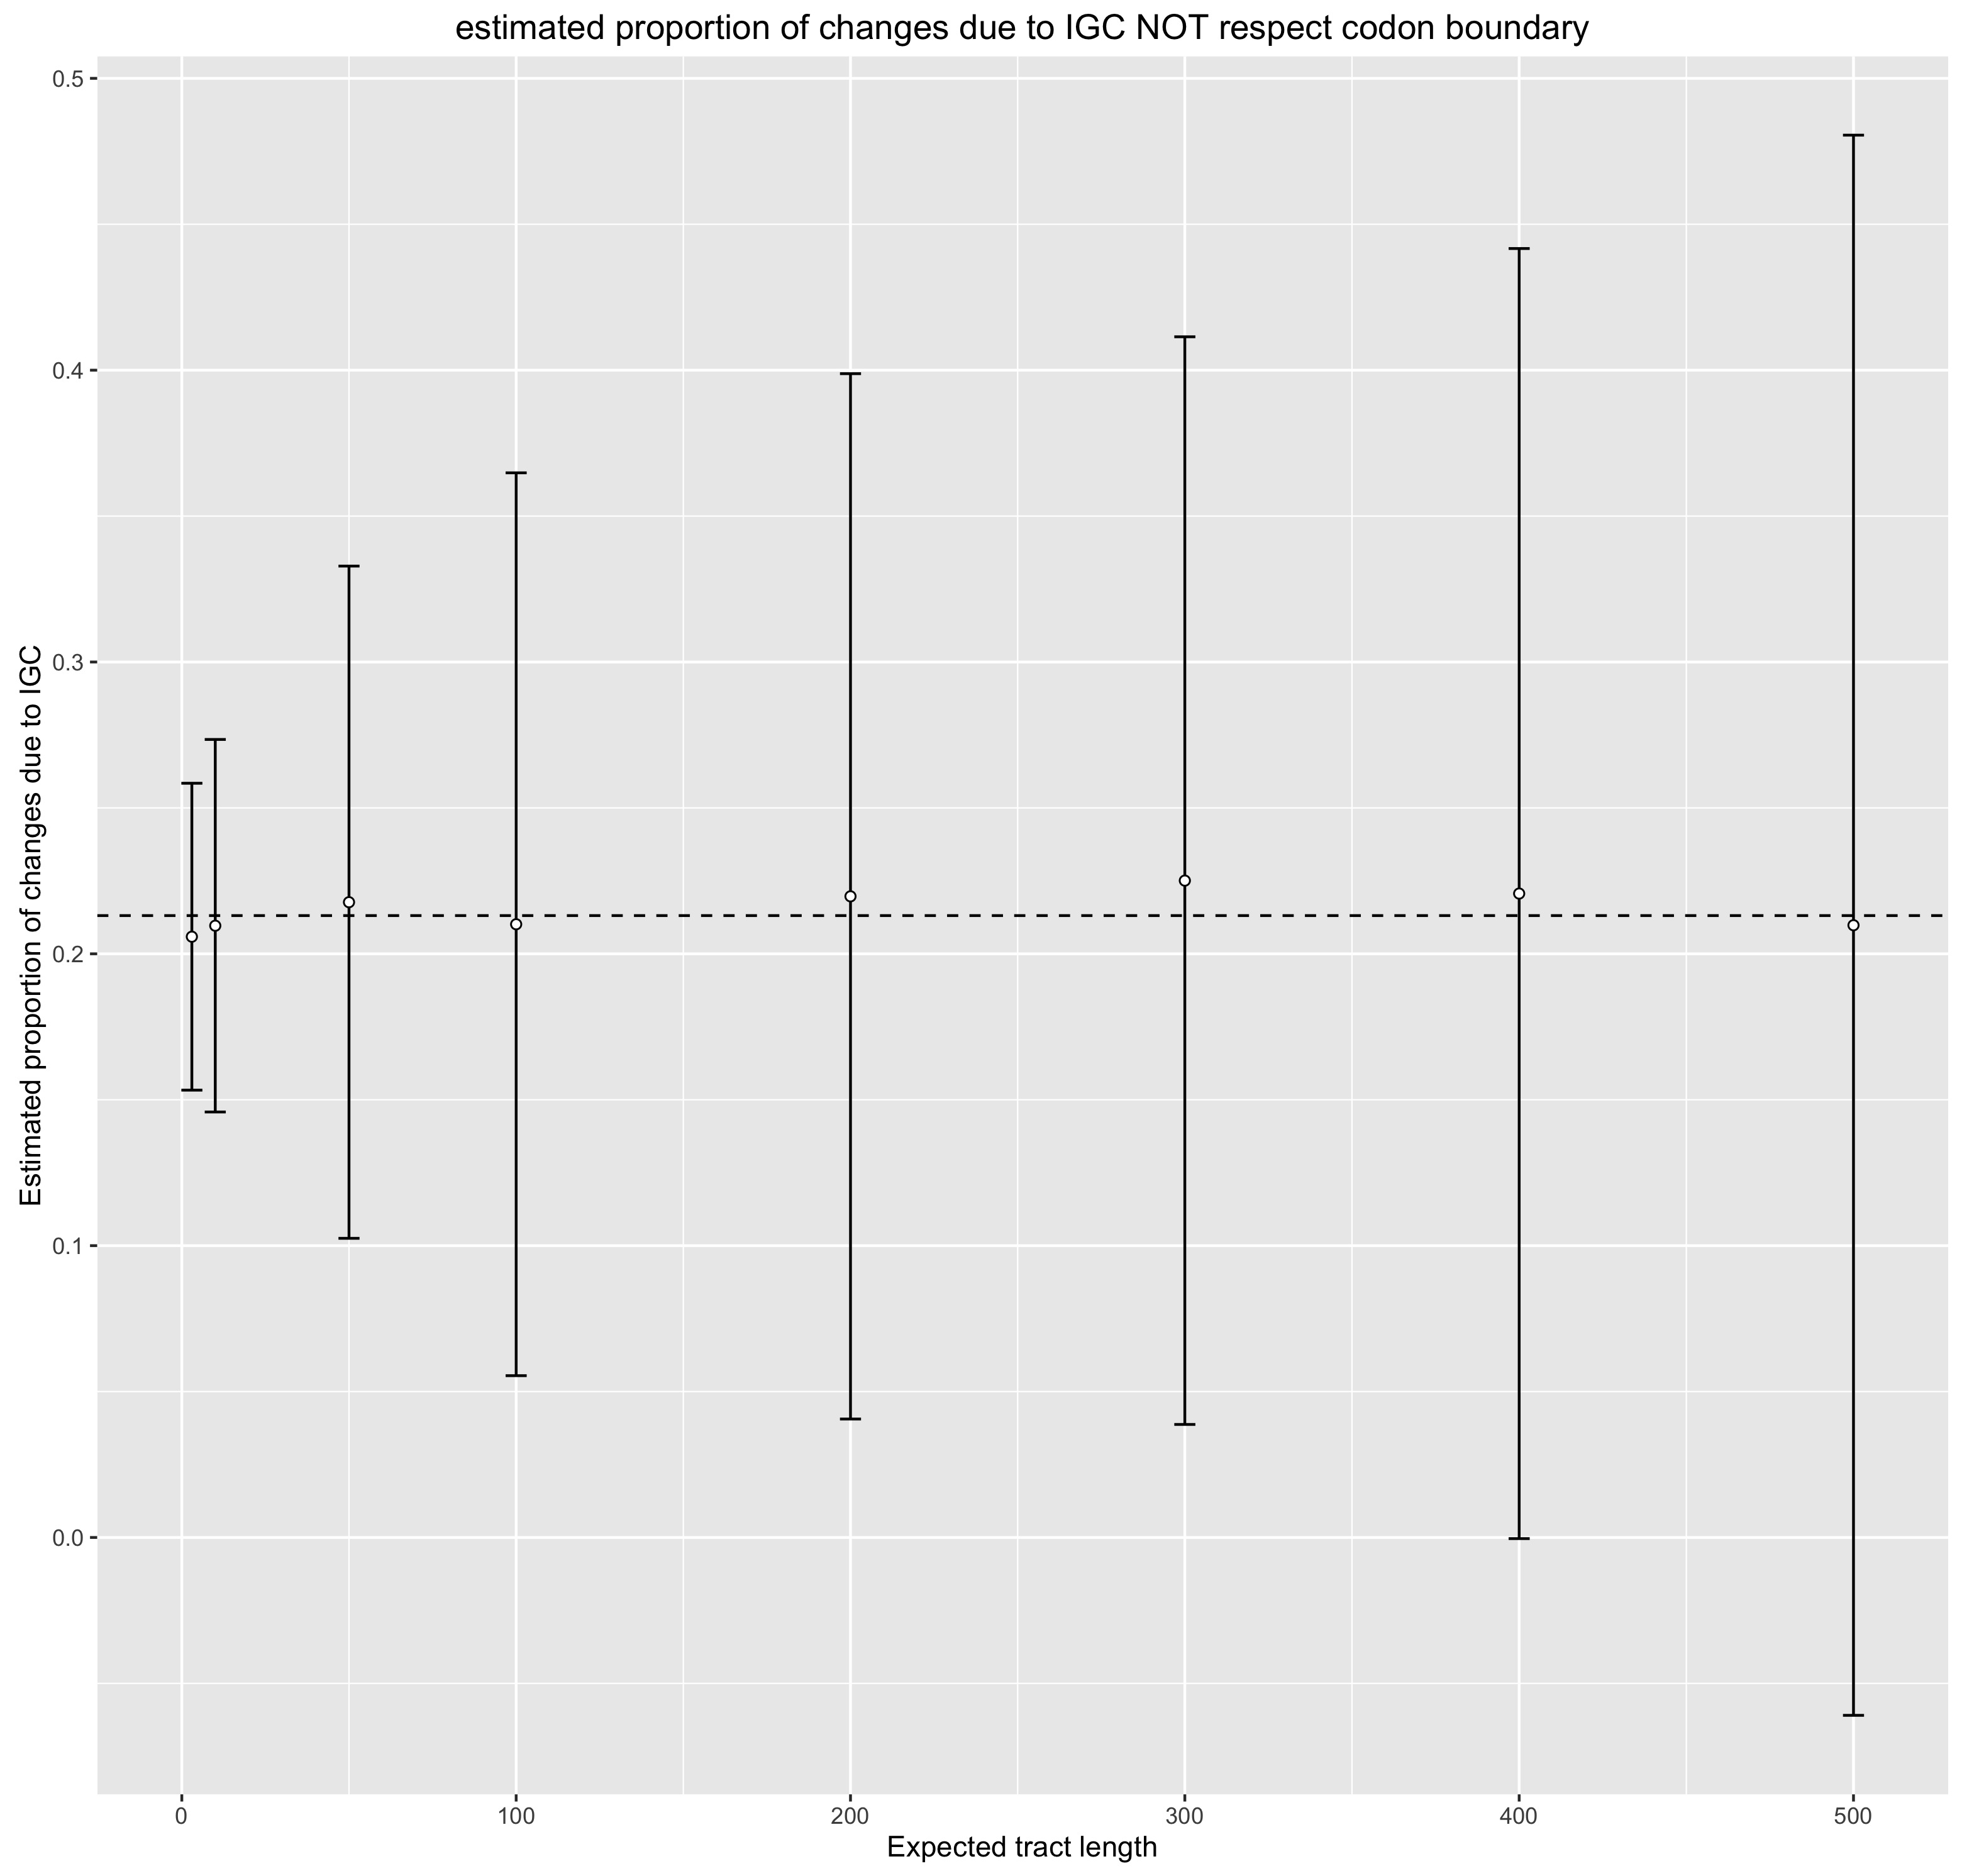 estimated proportion of changes due to IGC NOT respect codon boundary
Estimated proportion of changes due to IGC
0.5
0.4
0.3
0.2
0.1
0.0
0 100 200 300 400 500
Expected tract length